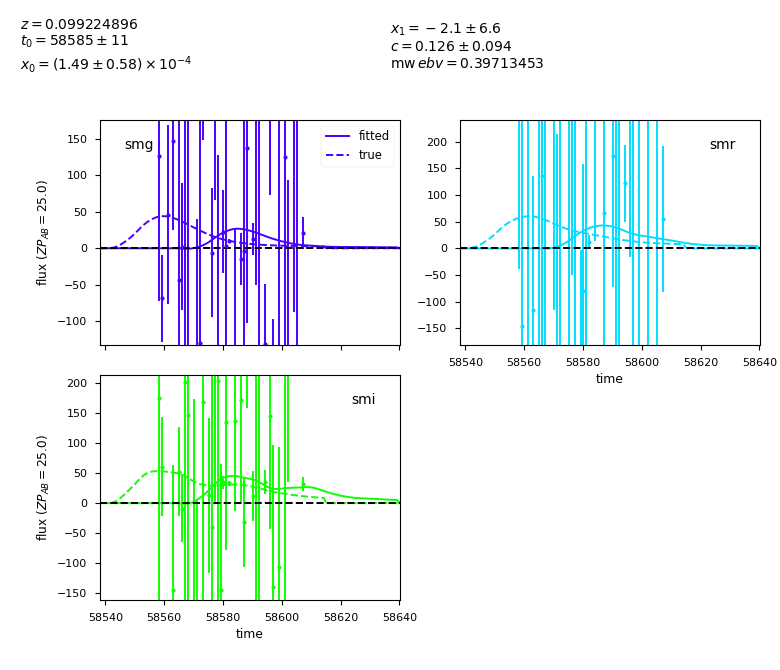 z = 0.099224896
t₀ = 58585 ± 11
x₀ = (1.49 ± 0.58) × 10⁻⁴
x₁ = −2.1 ± 6.6
c = 0.126 ± 0.094
mw ebv = 0.39713453
smg
fitted
true
150
100
50
0
−50
−100
flux (ZP_AB = 25.0)
smr
200
150
100
50
0
−50
−100
−150
58540 58560 58580 58600 58620 58640
time
smi
200
150
100
50
0
−50
−100
−150
flux (ZP_AB = 25.0)
58540 58560 58580 58600 58620 58640
time